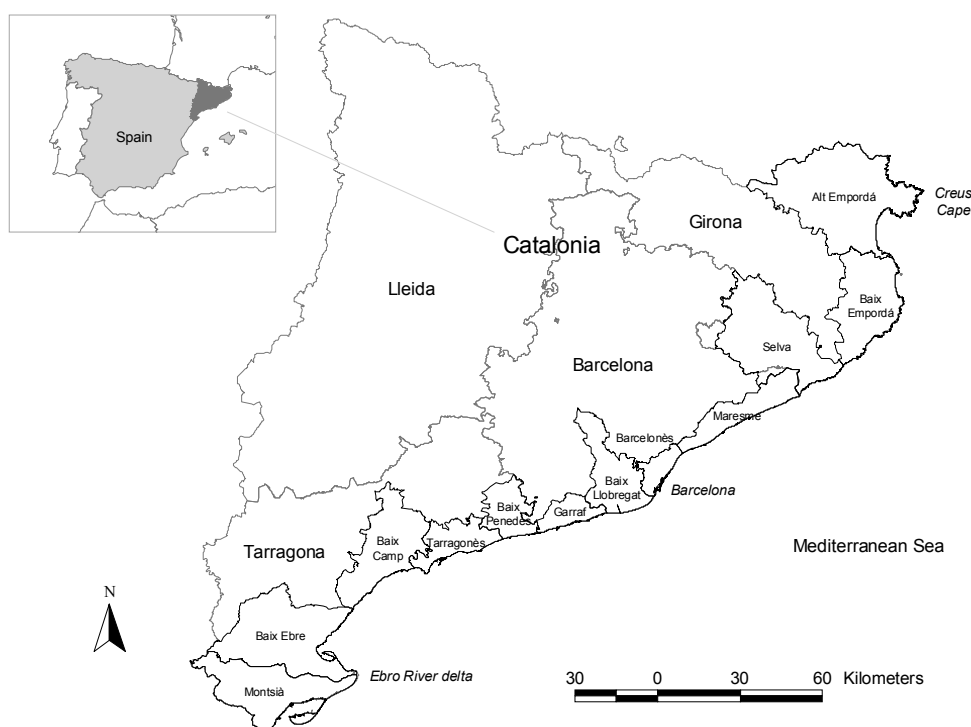 Spain
Alt Empordá
Creus
Cape
Girona
Catalonia
Lleida
Baix
Empordá
Selva
Barcelona
Maresme
Barcelonès
Baix
Llobregat
Barcelona
Baix
Penedès
Garraf
Tarragonès
Baix
Camp
Tarragona
Mediterranean Sea
N
Baix Ebre
Ebro River delta
Montsià
30 0 30 60 Kilometers